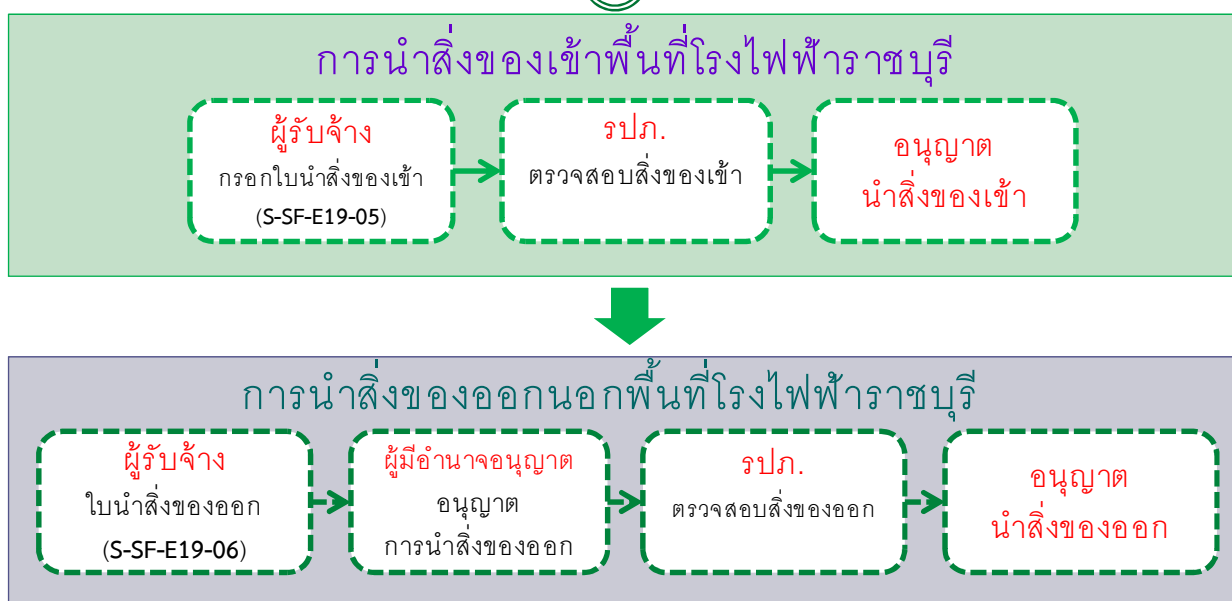 การนำสิ่งของเข้าพื้นที่โรงไฟฟ้าราชบุรี
ผู้รับจ้าง
กรอกใบนำสิ่งของเข้า
(S-SF-E19-05)
รปภ.
ตรวจสอบสิ่งของเข้า
อนุญาต
นำสิ่งของเข้า
การนำสิ่งของออกนอกพื้นที่โรงไฟฟ้าราชบุรี
ผู้รับจ้าง
ใบนำสิ่งของออก
(S-SF-E19-06)
ผู้มีอำนาจอนุญาต
อนุญาต
การนำสิ่งของออก
รปภ.
ตรวจสอบสิ่งของออก
อนุญาต
นำสิ่งของออก